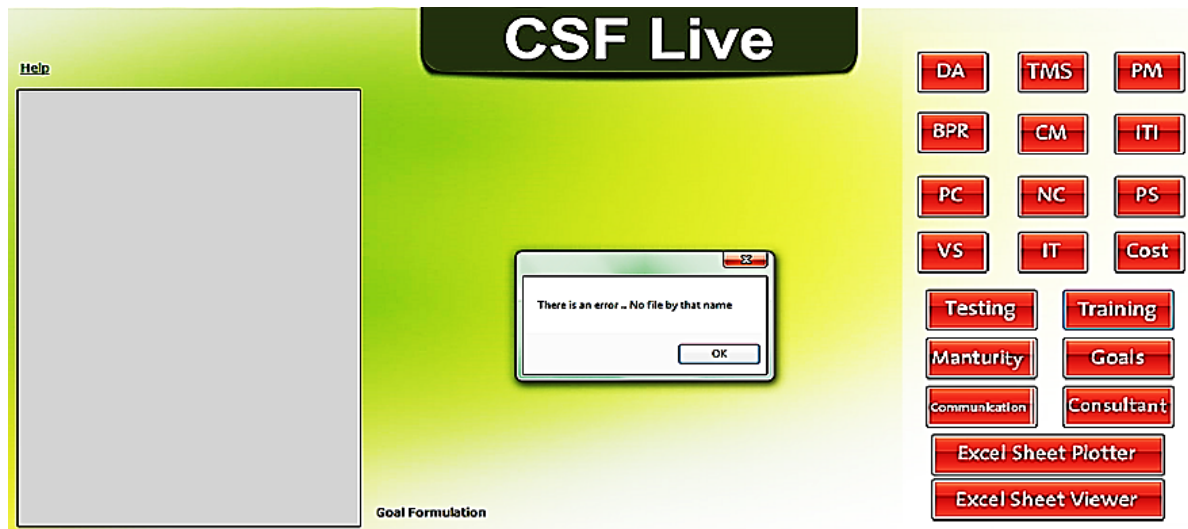 CSF Live
Help
DA TMS PM
BPR CM ITI
PC NC PS
VS IT Cost
There is an error .. No file by that name
OK
Testing Training
Manturity Goals
Communication Consultant
Excel Sheet Plotter
Excel Sheet Viewer
Goal Formulation